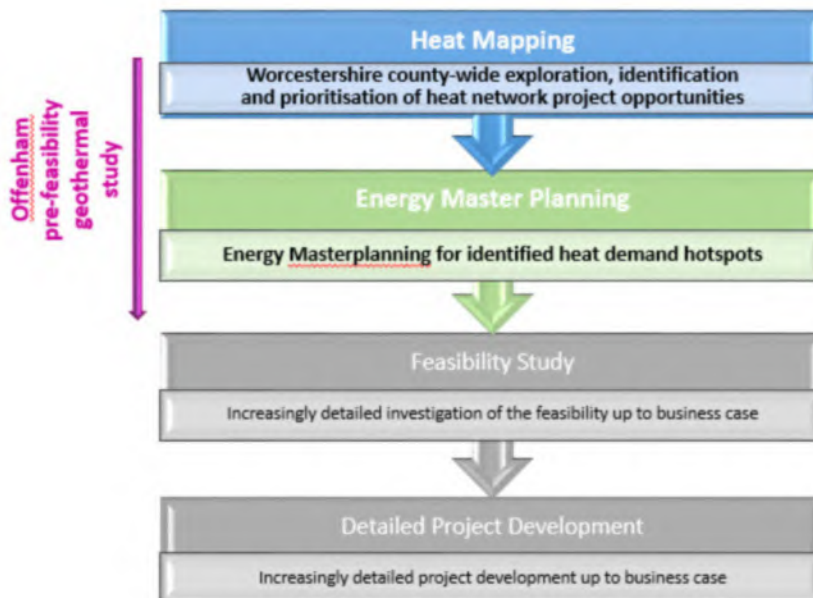 Heat Mapping
Worcestershire county-wide exploration, identification
and prioritisation of heat network project opportunities
Offenham
pre-feasibility
geothermal
study
Energy Master Planning
Energy Masterplanning for identified heat demand hotspots
Feasibility Study
Increasingly detailed investigation of the feasibility up to business case
Detailed Project Development
Increasingly detailed project development up to business case